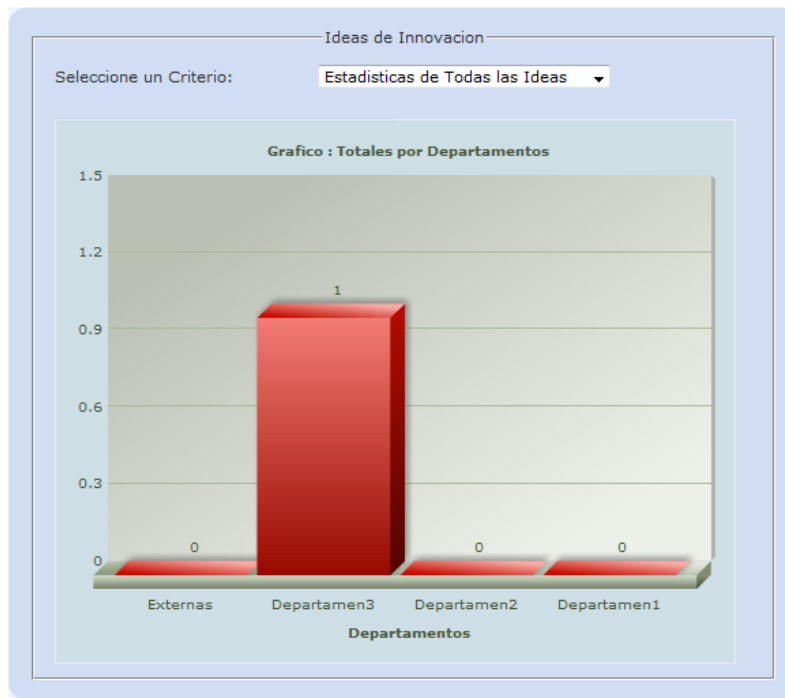 Ideas de Innovacion
Seleccione un Criterio: Estadisticas de Todas las Ideas
Grafico : Totales por Departamentos
1.5
1.2
1
0.9
0.6
0.3
0 0 0 0
Externas Departamen3 Departamen2 Departamen1
Departamentos